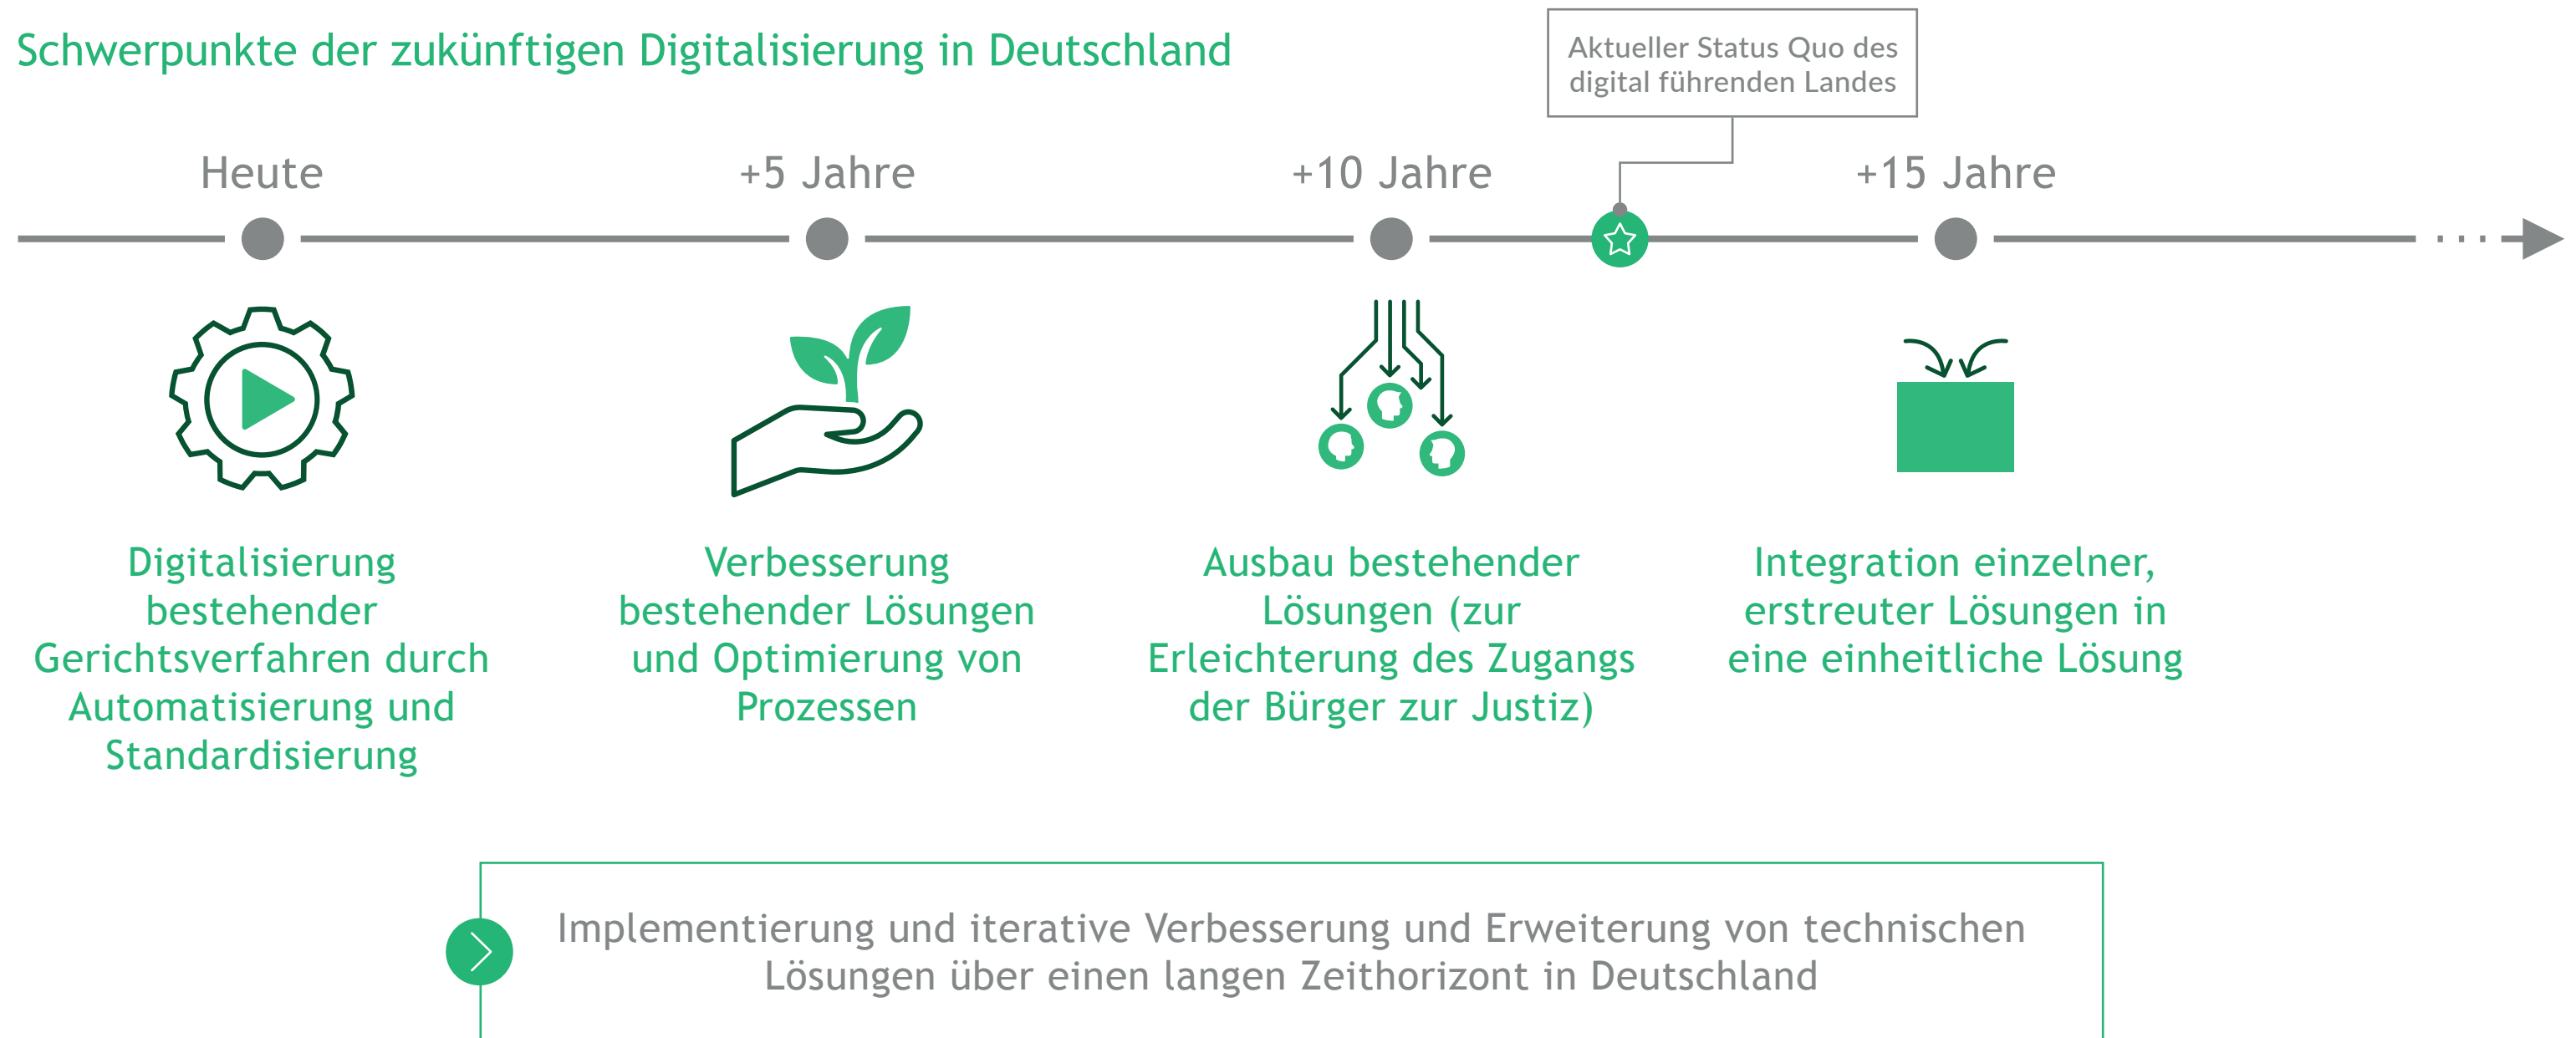 Schwerpunkte der zukünftigen Digitalisierung in Deutschland
Aktueller Status Quo des
digital führenden Landes
Heute
+5 Jahre
+10 Jahre
+15 Jahre
Digitalisierung
bestehender
Gerichtsverfahren durch
Automatisierung und
Standardisierung
Verbesserung
bestehender Lösungen
und Optimierung von
Prozessen
Ausbau bestehender
Lösungen (zur
Erleichterung des Zugangs
der Bürger zur Justiz)
Integration einzelner,
erstreuter Lösungen in
eine einheitliche Lösung
Implementierung und iterative Verbesserung und Erweiterung von technischen
Lösungen über einen langen Zeithorizont in Deutschland